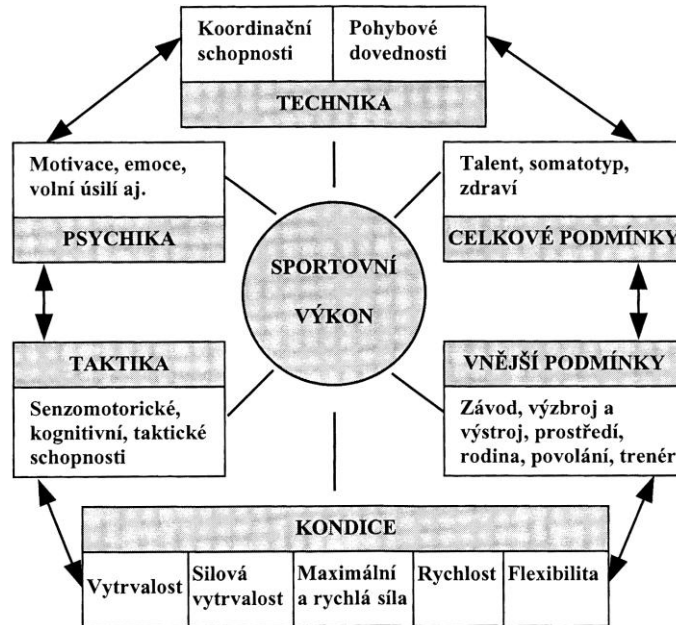 Koordinační
schopnosti
Pohybové
dovednosti
TECHNIKA
Motivace, emoce,
volní úsilí aj.
PSYCHIKA
Talent, somatotyp,
zdraví
CELKOVÉ PODMÍNKY
SPORTOVNÍ
VÝKON
TAKTIKA
Senzomotorické,
kognitivní, taktické
schopnosti
VNĚJŠÍ PODMÍNKY
Závod, výzbroj a
výstroj, prostředí,
rodina, povolání, trenér
KONDICE
Vytrvalost
Silová
vytrvalost
Maximální
a rychlá síla
Rychlost
Flexibilita